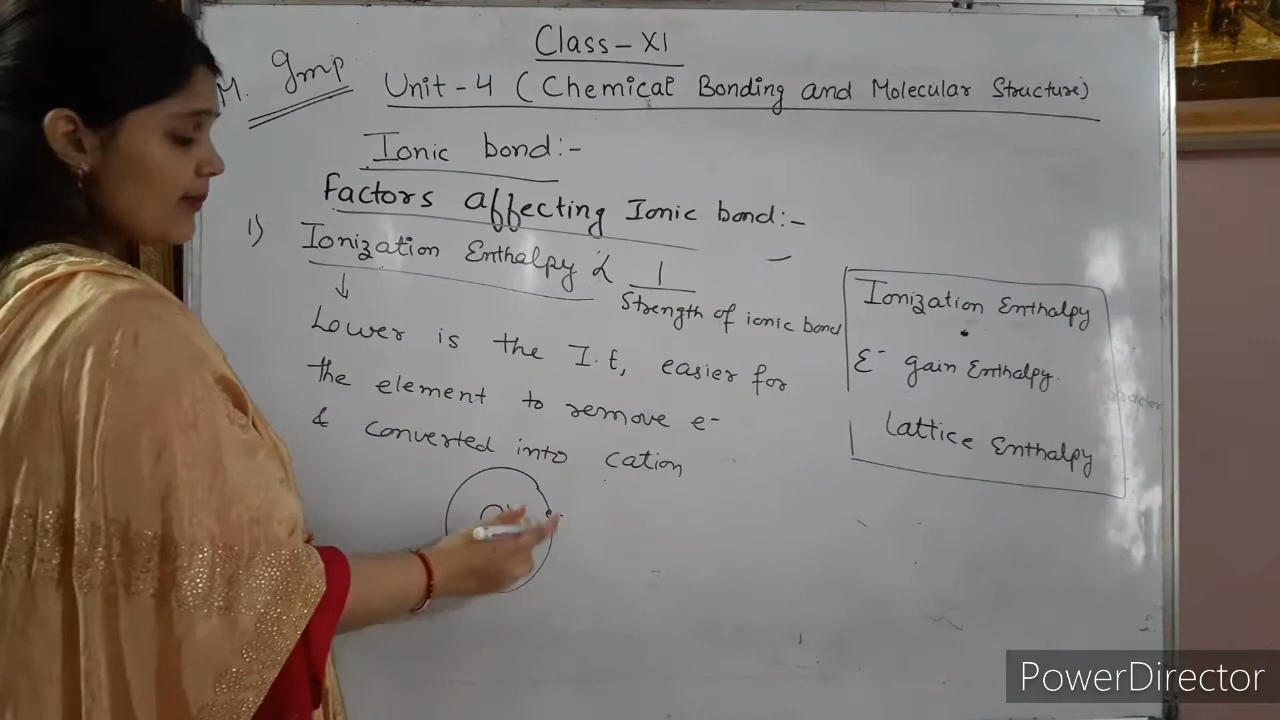 Class - XI
M. gmp
Unit - 4 (Chemical Bonding and Molecular Structure)
Ionic bond:-
Factors affecting Ionic bond:-
1) Ionization Enthalpy α 1
Strength of ionic bond
↓
Lower is the I.E, easier for
the element to remove e-
& converted into cation
e-
Ionization Enthalpy
E- gain Enthalpy.
Lattice Enthalpy
PowerDirector